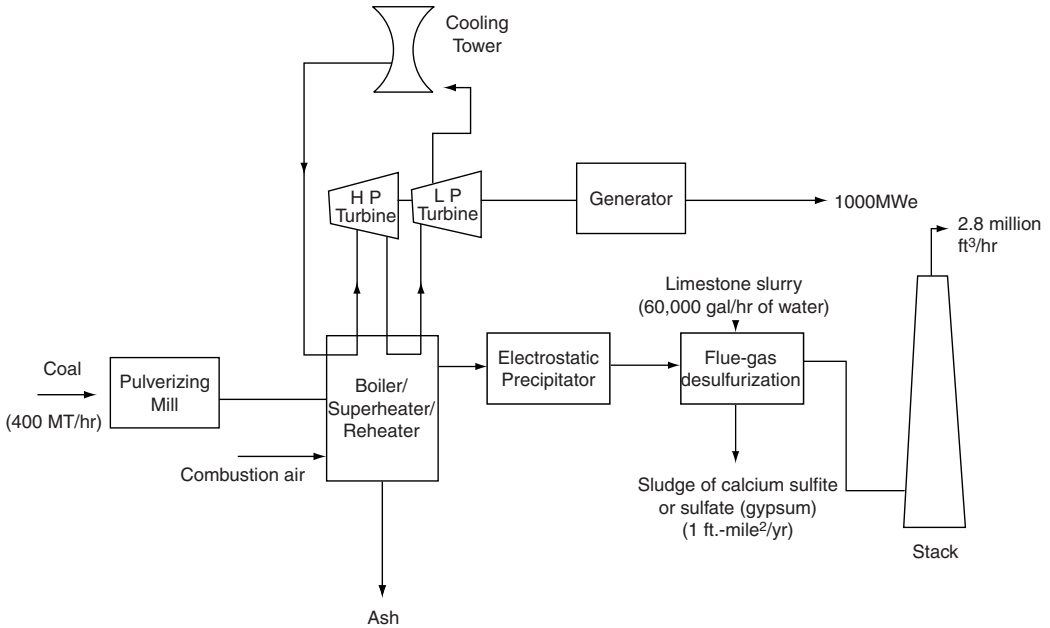 Cooling
Tower
H P
Turbine
L P
Turbine
Generator
1000MWe
2.8 million
ft³/hr
Limestone slurry
(60,000 gal/hr of water)
Coal
(400 MT/hr)
Pulverizing
Mill
Boiler/
Superheater/
Reheater
Electrostatic
Precipitator
Flue-gas
desulfurization
Combustion air
Sludge of calcium sulfite
or sulfate (gypsum)
(1 ft.-mile²/yr)
Stack
Ash